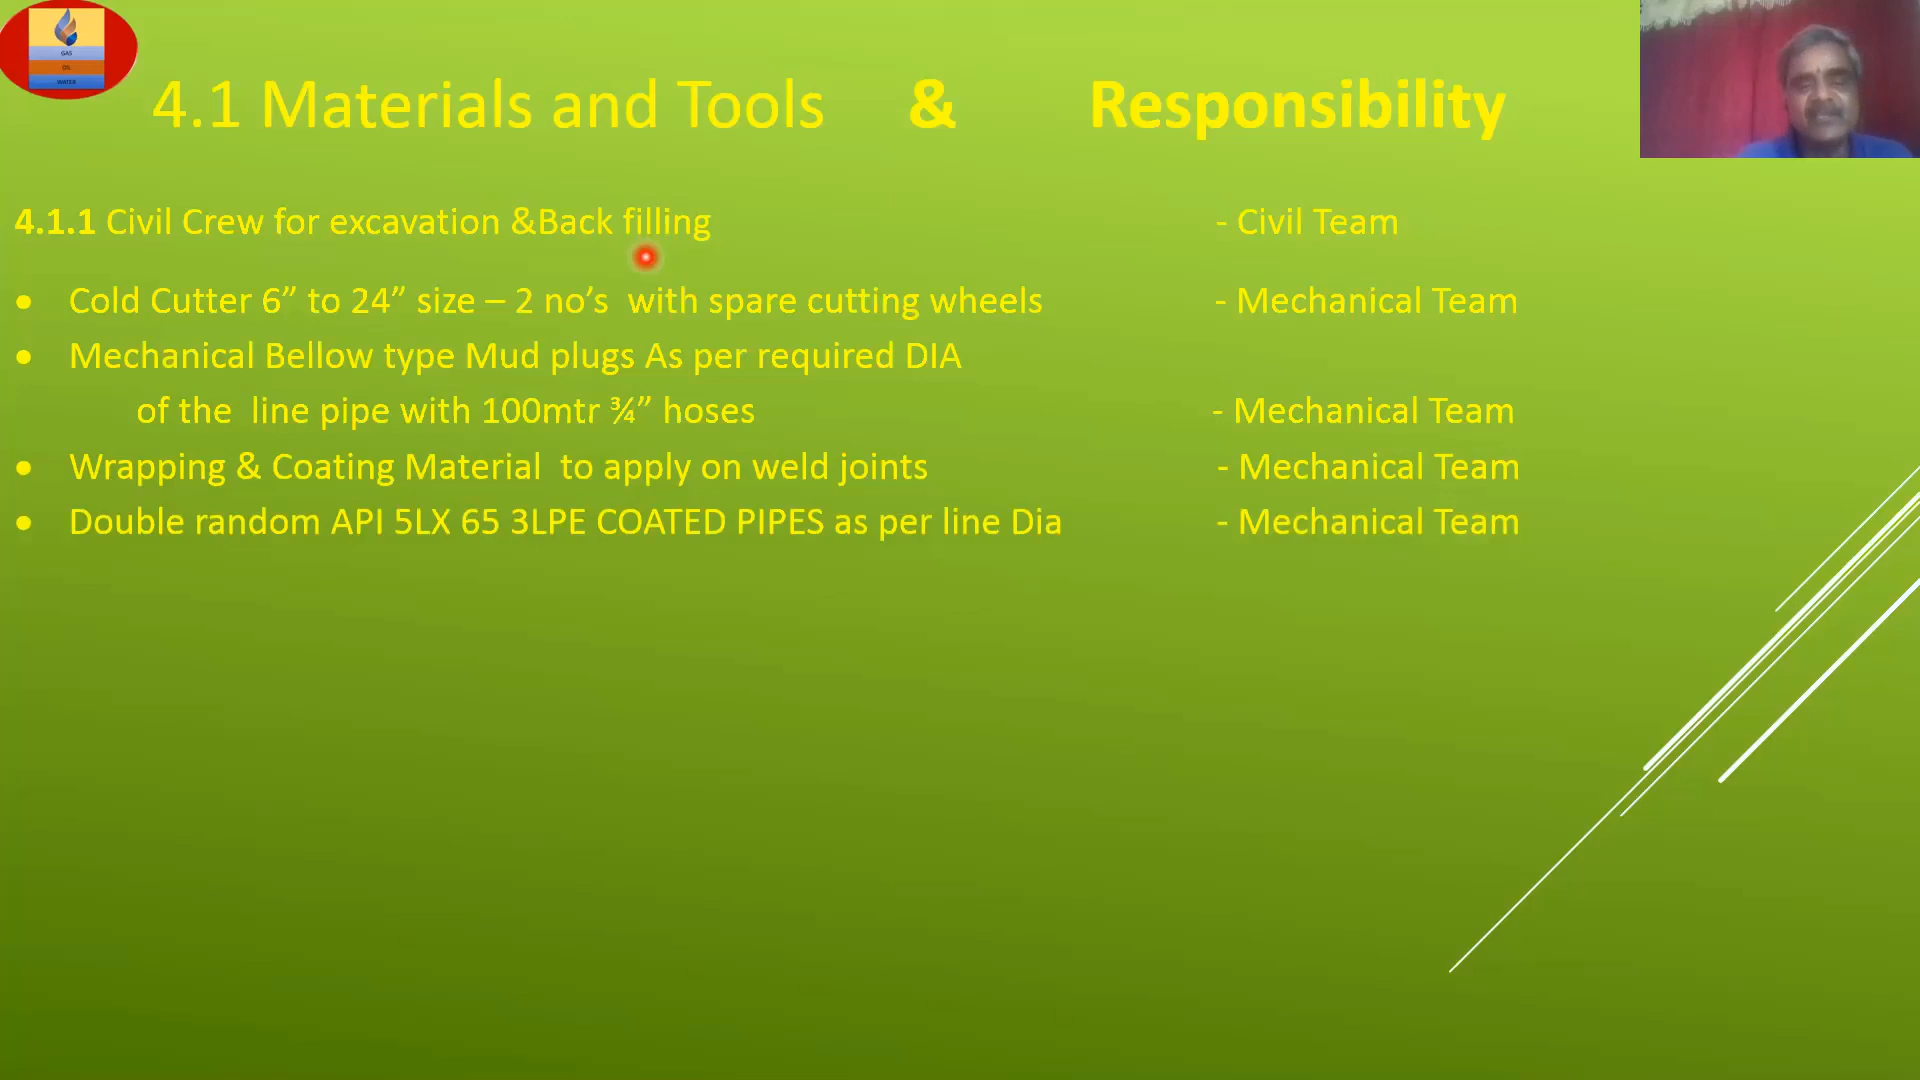 GAS
OIL
WATER
4.1 Materials and Tools & Responsibility
4.1.1 Civil Crew for excavation &Back filling - Civil Team
• Cold Cutter 6” to 24” size – 2 no’s with spare cutting wheels - Mechanical Team
• Mechanical Bellow type Mud plugs As per required DIA
of the line pipe with 100mtr ¾” hoses - Mechanical Team
• Wrapping & Coating Material to apply on weld joints - Mechanical Team
• Double random API 5LX 65 3LPE COATED PIPES as per line Dia - Mechanical Team